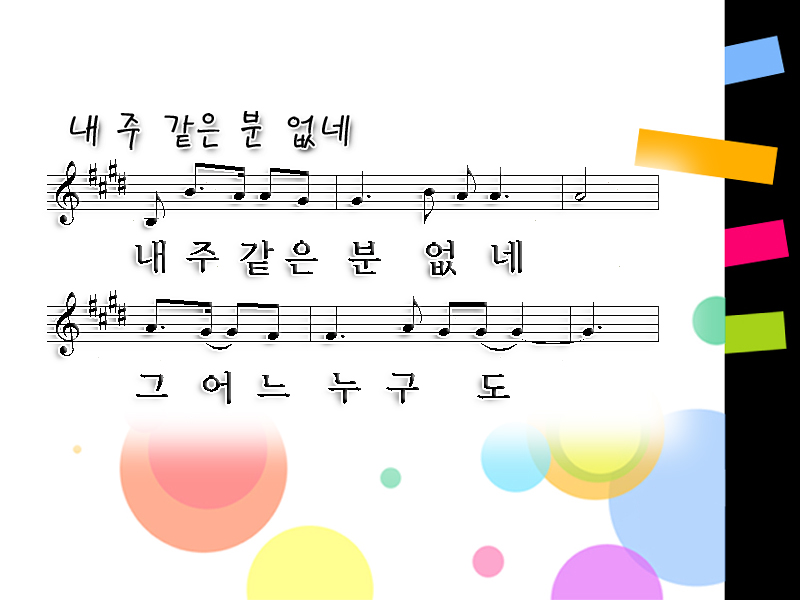 내 주 같은 분 없네
내 주 같 은 분 없 네
그 어 느 누 구 도